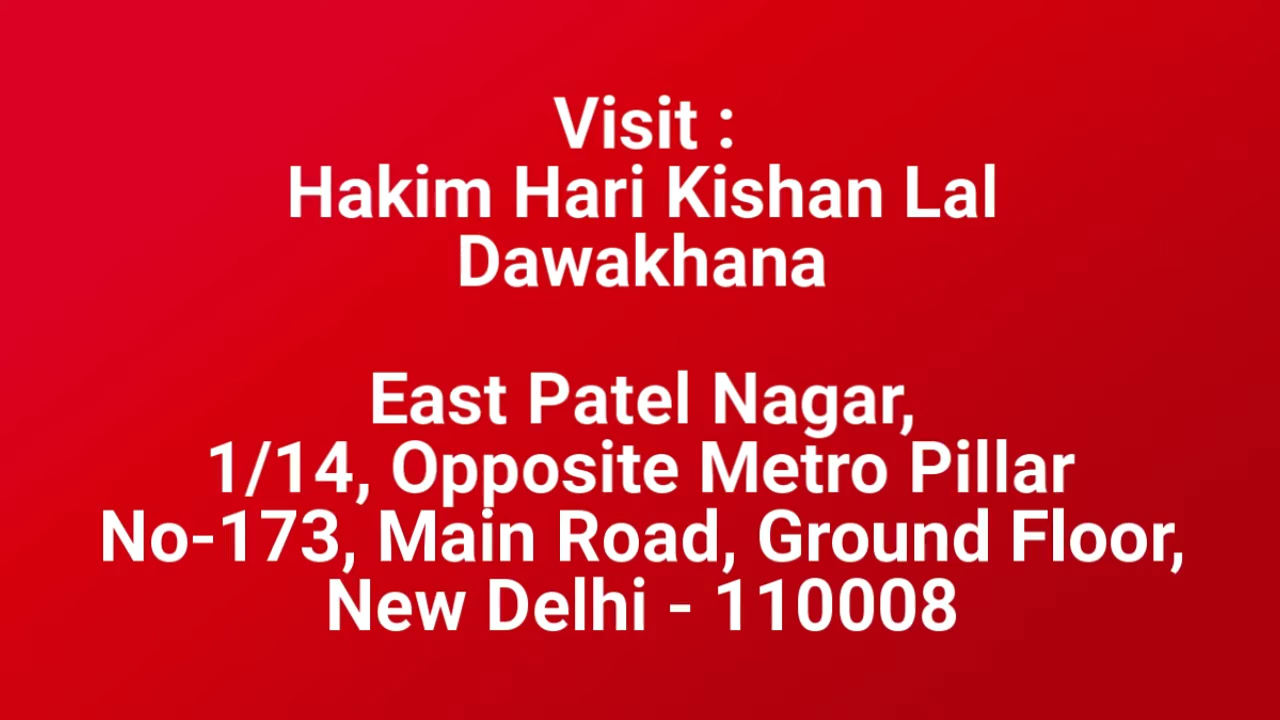 Visit :
Hakim Hari Kishan Lal
Dawakhana
East Patel Nagar,
1/14, Opposite Metro Pillar
No-173, Main Road, Ground Floor,
New Delhi - 110008